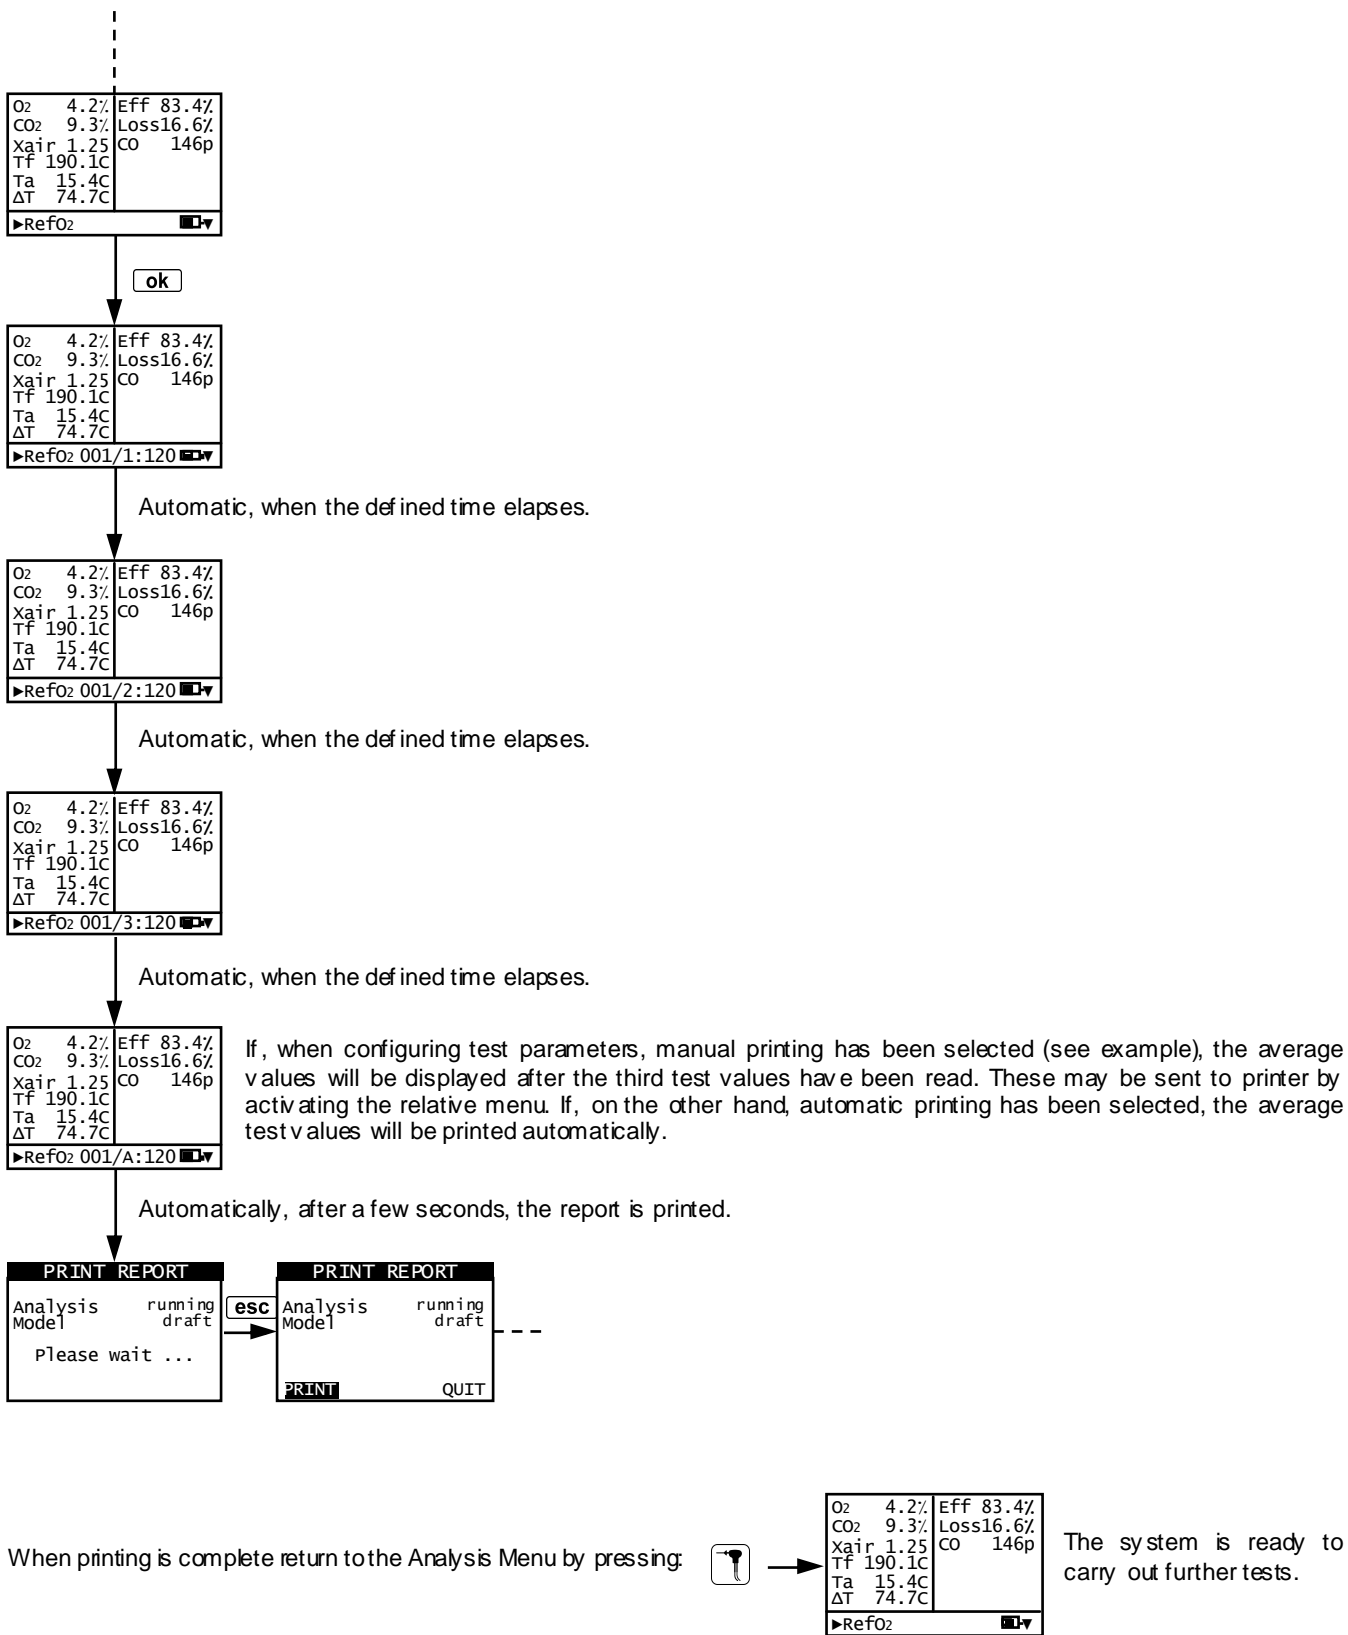 O2 4.2% Eff 83.4%
CO2 9.3% Loss16.6%
Xair 1.25 CO 146p
Tf 190.1C
Ta 15.4C
ΔT 74.7C
►RefO2 ▼
ok
O2 4.2% Eff 83.4%
CO2 9.3% Loss16.6%
Xair 1.25 CO 146p
Tf 190.1C
Ta 15.4C
ΔT 74.7C
►RefO2 001/1:120 ▼
Automatic, when the defined time elapses.
O2 4.2% Eff 83.4%
CO2 9.3% Loss16.6%
Xair 1.25 CO 146p
Tf 190.1C
Ta 15.4C
ΔT 74.7C
►RefO2 001/2:120 ▼
Automatic, when the defined time elapses.
O2 4.2% Eff 83.4%
CO2 9.3% Loss16.6%
Xair 1.25 CO 146p
Tf 190.1C
Ta 15.4C
ΔT 74.7C
►RefO2 001/3:120 ▼
Automatic, when the defined time elapses.
O2 4.2% Eff 83.4%
CO2 9.3% Loss16.6%
Xair 1.25 CO 146p
Tf 190.1C
Ta 15.4C
ΔT 74.7C
►RefO2 001/A:120 ▼
If, when configuring test parameters, manual printing has been selected (see example), the average
values will be displayed after the third test values have been read. These may be sent to printer by
activating the relative menu. If, on the other hand, automatic printing has been selected, the average
test values will be printed automatically.
Automatically, after a few seconds, the report is printed.
PRINT REPORT
Analysis running
Model draft
Please wait ...
esc
PRINT REPORT
Analysis running
Model draft
PRINT QUIT
When printing is complete return to the Analysis Menu by pressing:
O2 4.2% Eff 83.4%
CO2 9.3% Loss16.6%
Xair 1.25 CO 146p
Tf 190.1C
Ta 15.4C
ΔT 74.7C
►RefO2 ▼
The system is ready to
carry out further tests.